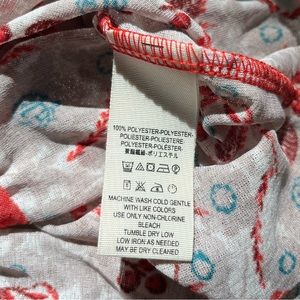 100% POLYESTER-POLYESTER-
POLIESTER-POLIESTERE
POLYESTER-POLÉSTER-
ポリエステル
MACHINE WASH COLD GENTLE
WITH LIKE COLORS
USE ONLY NON-CHLORINE
BLEACH
TUMBLE DRY LOW
LOW IRON AS NEEDED
MAY BE DRY CLEANED